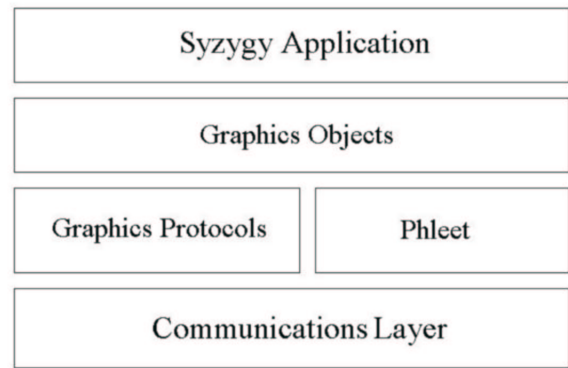 Syzygy Application
Graphics Objects
Graphics Protocols
Phleet
Communications Layer